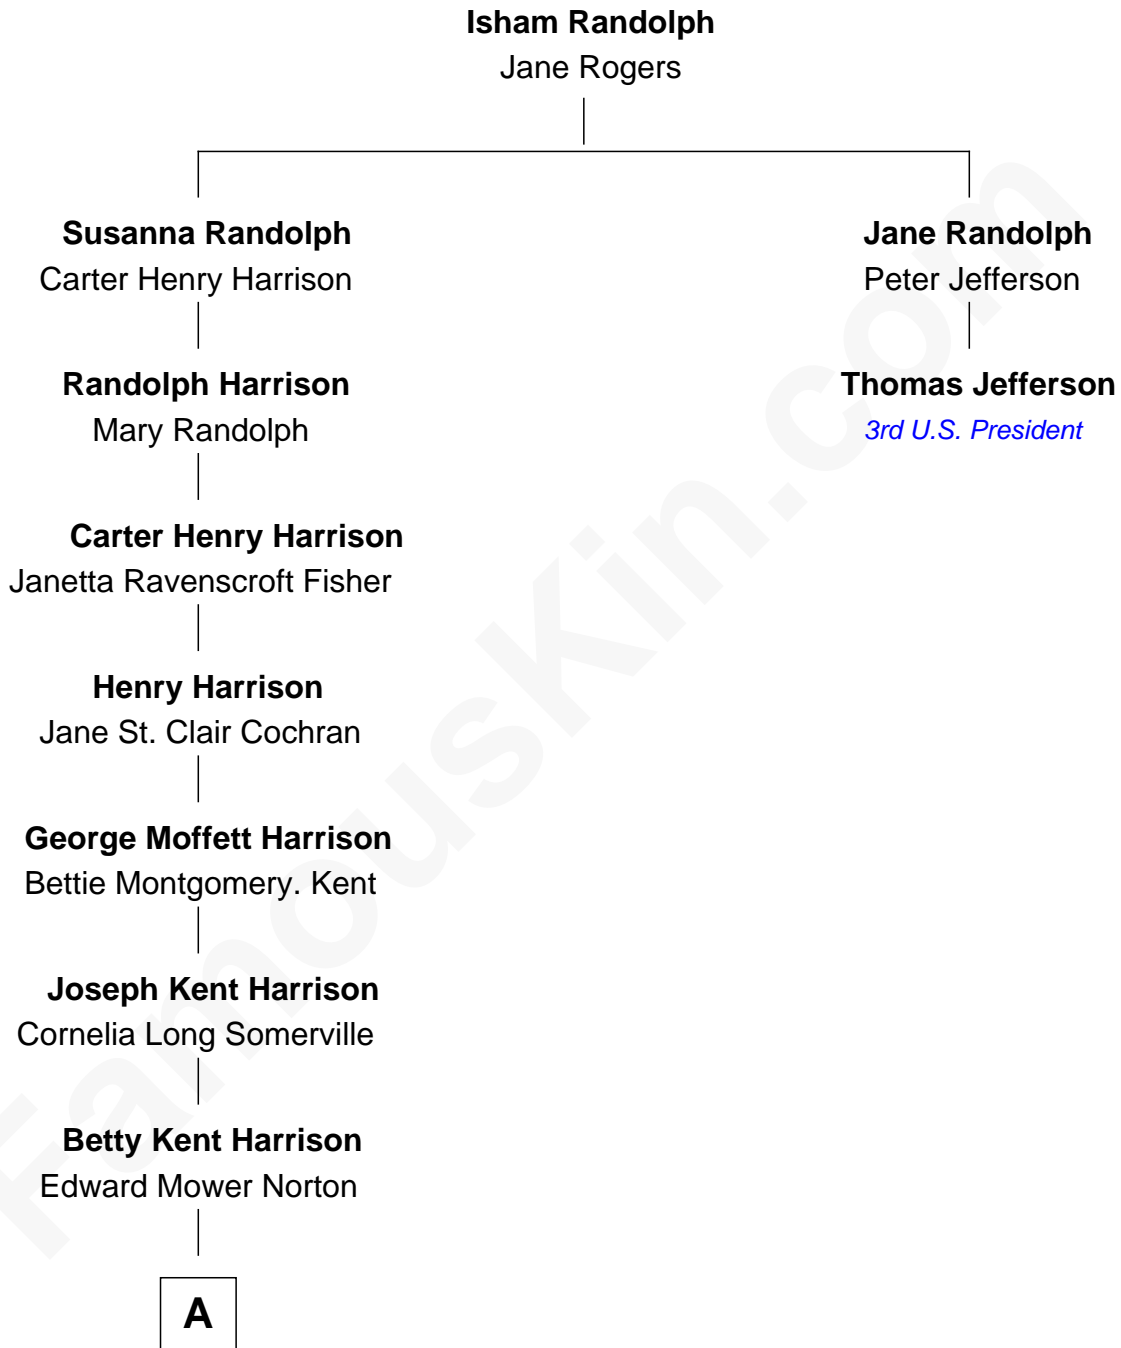 Isham Randolph
Jane Rogers
Susanna Randolph
Carter Henry Harrison
Jane Randolph
Peter Jefferson
Randolph Harrison
Mary Randolph
Thomas Jefferson
3rd U.S. President
Carter Henry Harrison
Janetta Ravenscroft Fisher
Henry Harrison
Jane St. Clair Cochran
George Moffett Harrison
Bettie Montgomery. Kent
Joseph Kent Harrison
Cornelia Long Somerville
Betty Kent Harrison
Edward Mower Norton
A
FamousKin.com